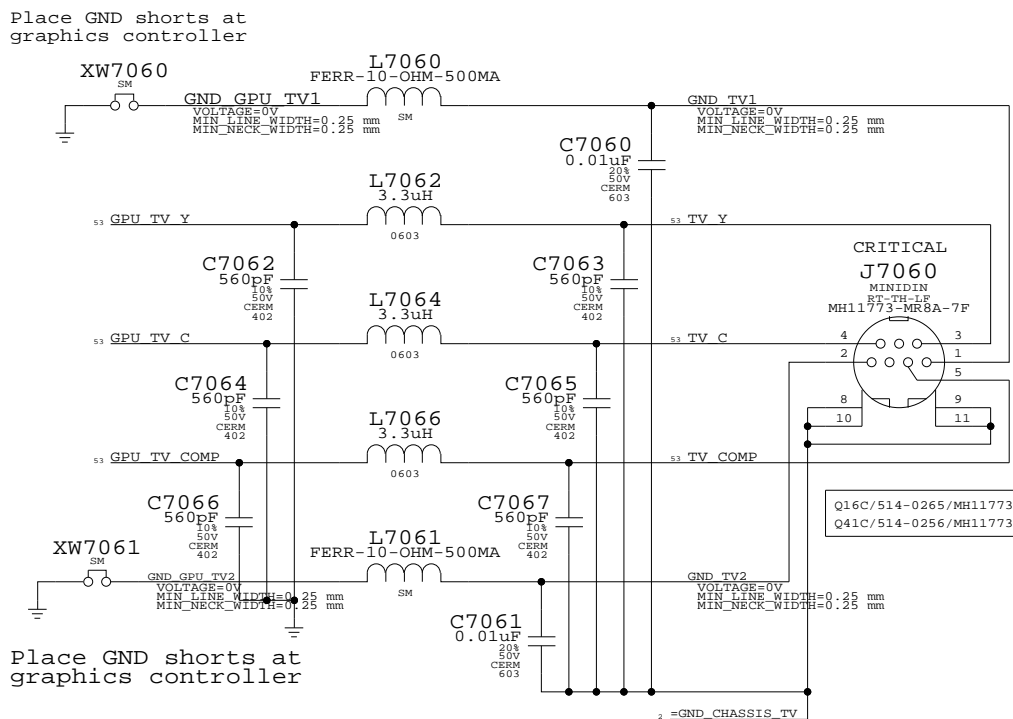 Place GND shorts at
graphics controller
XW7060
SM
GND_GPU_TV1
VOLTAGE=0V
MIN_LINE_WIDTH=0.25 mm
MIN_NECK_WIDTH=0.25 mm
L7060
FERR-10-OHM-500MA
SM
GND_TV1
VOLTAGE=0V
MIN_LINE_WIDTH=0.25 mm
MIN_NECK_WIDTH=0.25 mm
C7060
0.01uF
20%
50V
CERM
603
L7062
3.3uH
0603
53 GPU_TV_Y
53 TV_Y
C7062
560pF
10%
50V
CERM
402
C7063
560pF
10%
50V
CERM
402
CRITICAL
J7060
MINIDIN
RT-TH-LF
MH11773-MR8A-7F
4
3
2
1
5
8
9
10
11
L7064
3.3uH
0603
53 GPU_TV_C
53 TV_C
C7064
560pF
10%
50V
CERM
402
C7065
560pF
10%
50V
CERM
402
L7066
3.3uH
0603
53 GPU_TV_COMP
53 TV_COMP
C7066
560pF
10%
50V
CERM
402
C7067
560pF
10%
50V
CERM
402
Q16C/514-0265/MH11773
Q41C/514-0256/MH11773
XW7061
SM
GND_GPU_TV2
VOLTAGE=0V
MIN_LINE_WIDTH=0.25 mm
MIN_NECK_WIDTH=0.25 mm
L7061
FERR-10-OHM-500MA
SM
GND_TV2
VOLTAGE=0V
MIN_LINE_WIDTH=0.25 mm
MIN_NECK_WIDTH=0.25 mm
C7061
0.01uF
20%
50V
CERM
603
Place GND shorts at
graphics controller
2 =GND_CHASSIS_TV